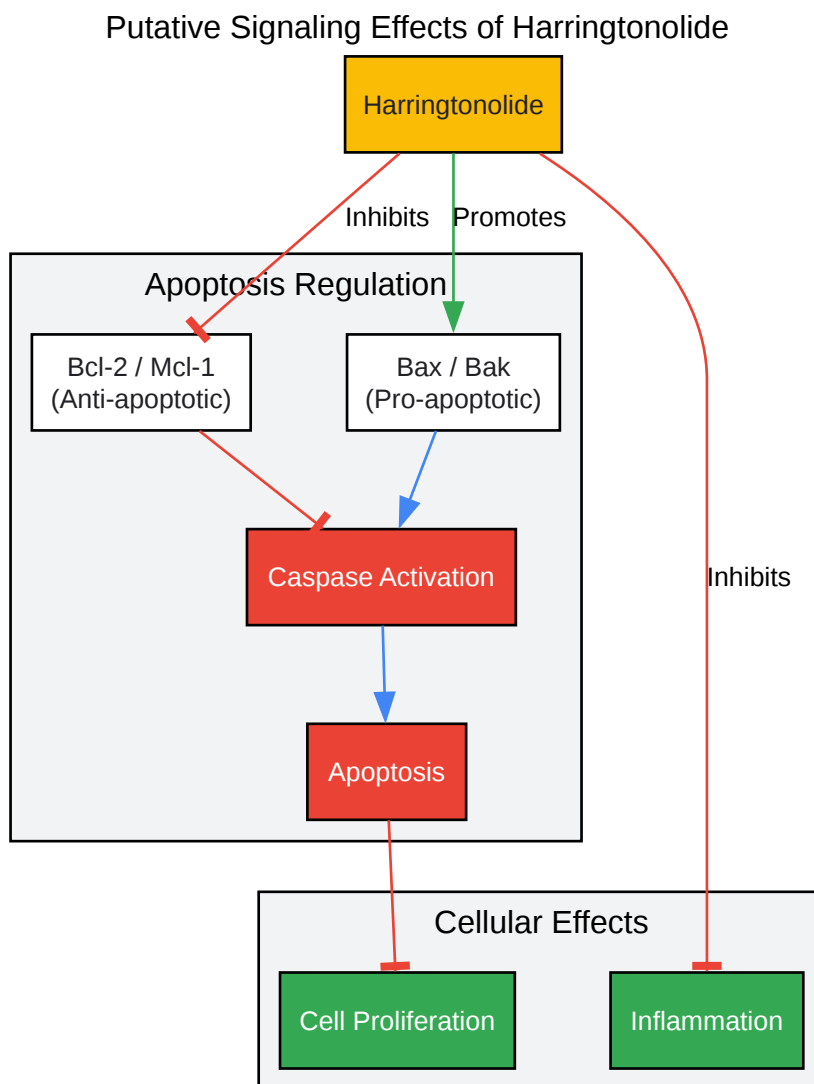 Putative Signaling Effects of Harringtonolide
Harringtonolide
Inhibits
Promotes
Apoptosis Regulation
Bcl-2 / Mcl-1
(Anti-apoptotic)
Bax / Bak
(Pro-apoptotic)
Caspase Activation
Inhibits
Apoptosis
Cellular Effects
Cell Proliferation
Inflammation